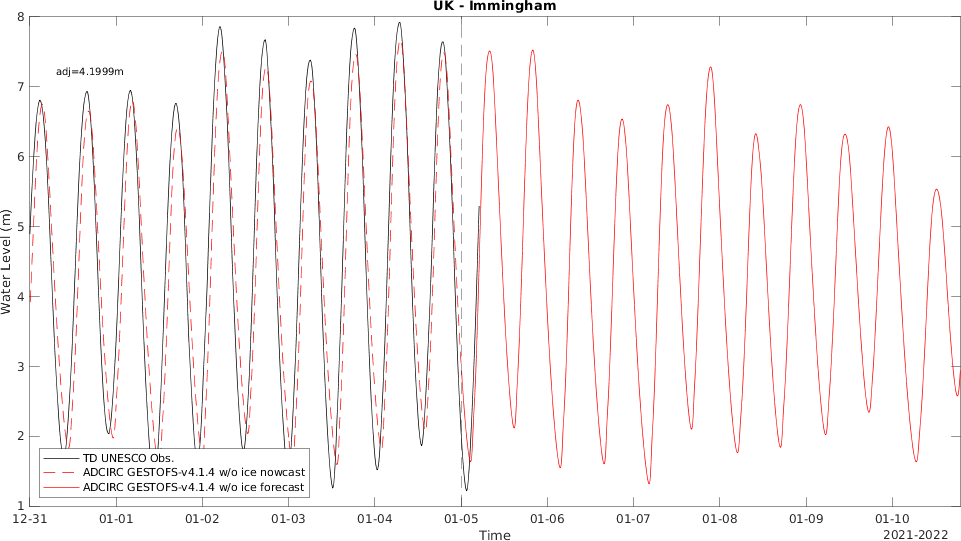 UK - Immingham
adj=4.1999m
Water Level (m)
8
7
6
5
4
3
2
1
TD UNESCO Obs.
ADCIRC GESTOFS-v4.1.4 w/o ice nowcast
ADCIRC GESTOFS-v4.1.4 w/o ice forecast
12-31 01-01 01-02 01-03 01-04 01-05 01-06 01-07 01-08 01-09 01-10
Time
2021-2022